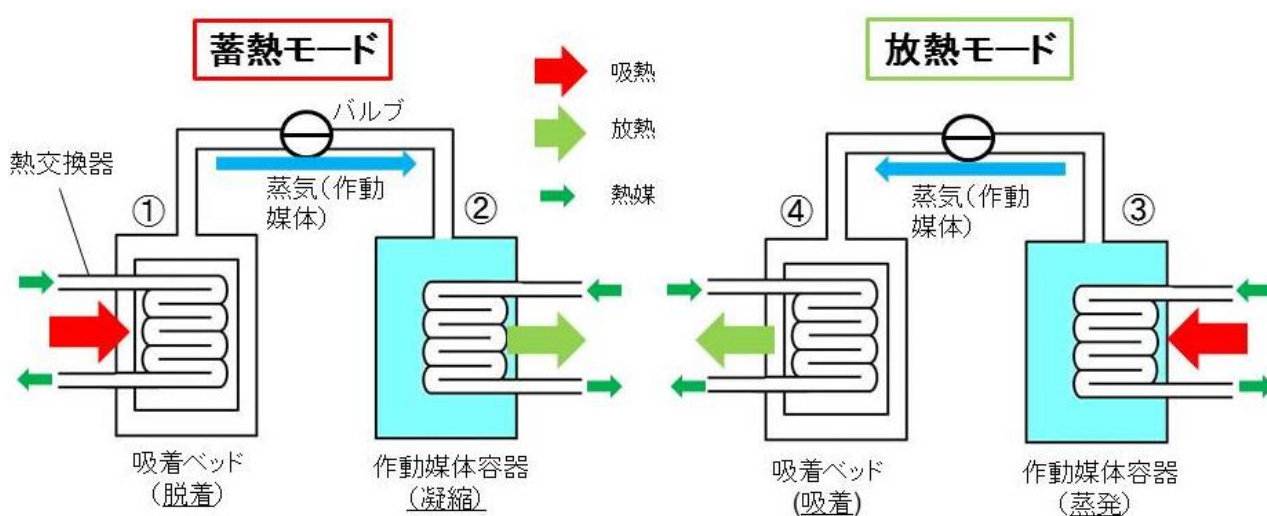 蓄熱モード
放熱モード
吸熱
放熱
熱媒
バルブ
熱交換器
蒸気(作動
媒体)
①
②
吸着ベッド
(脱着)
作動媒体容器
(凝縮)
蒸気(作動
媒体)
④
③
吸着ベッド
(吸着)
作動媒体容器
(蒸発)